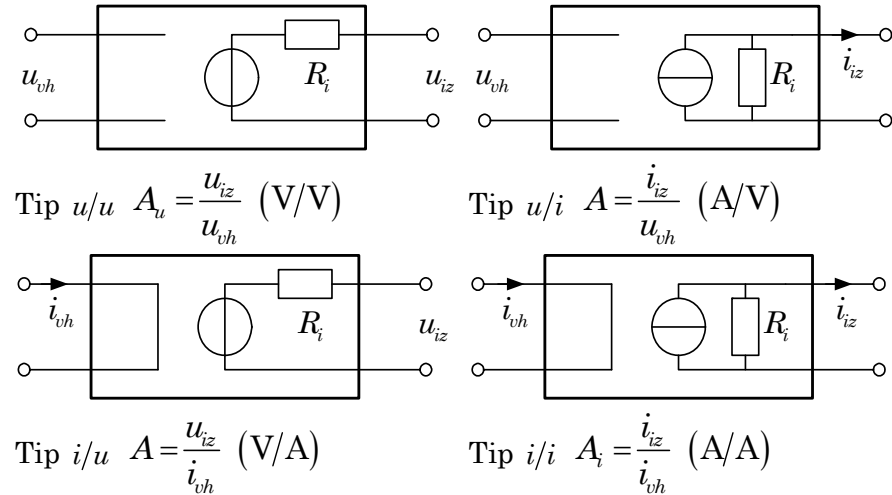 u_vh R_i u_iz
u_vh R_i i_iz
Tip u/u A_u = u_iz / u_vh (V/V)
Tip u/i A = i_iz / u_vh (A/V)
i_vh R_i u_iz
i_vh R_i i_iz
Tip i/u A = u_iz / i_vh (V/A)
Tip i/i A_i = i_iz / i_vh (A/A)